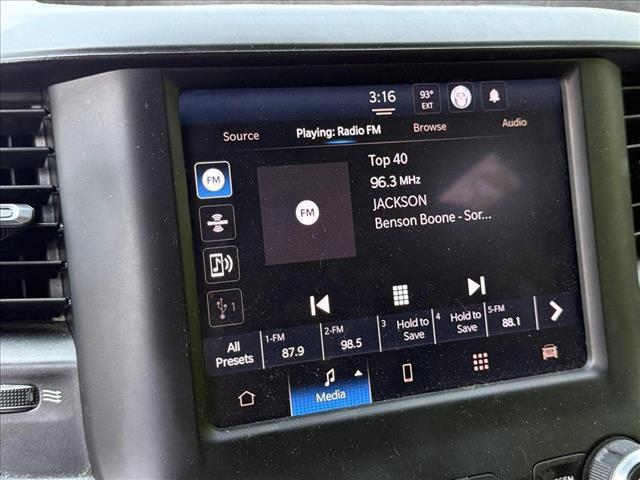 3:16
93°
EXT
Source
Playing: Radio FM
Browse
Audio
FM
FM
Top 40
96.3 MHz
JACKSON
Benson Boone - Sor...
1
All
Presets
1-FM
87.9
2-FM
98.5
3 Hold to
Save
4 Hold to
Save
5-FM
88.1
Media